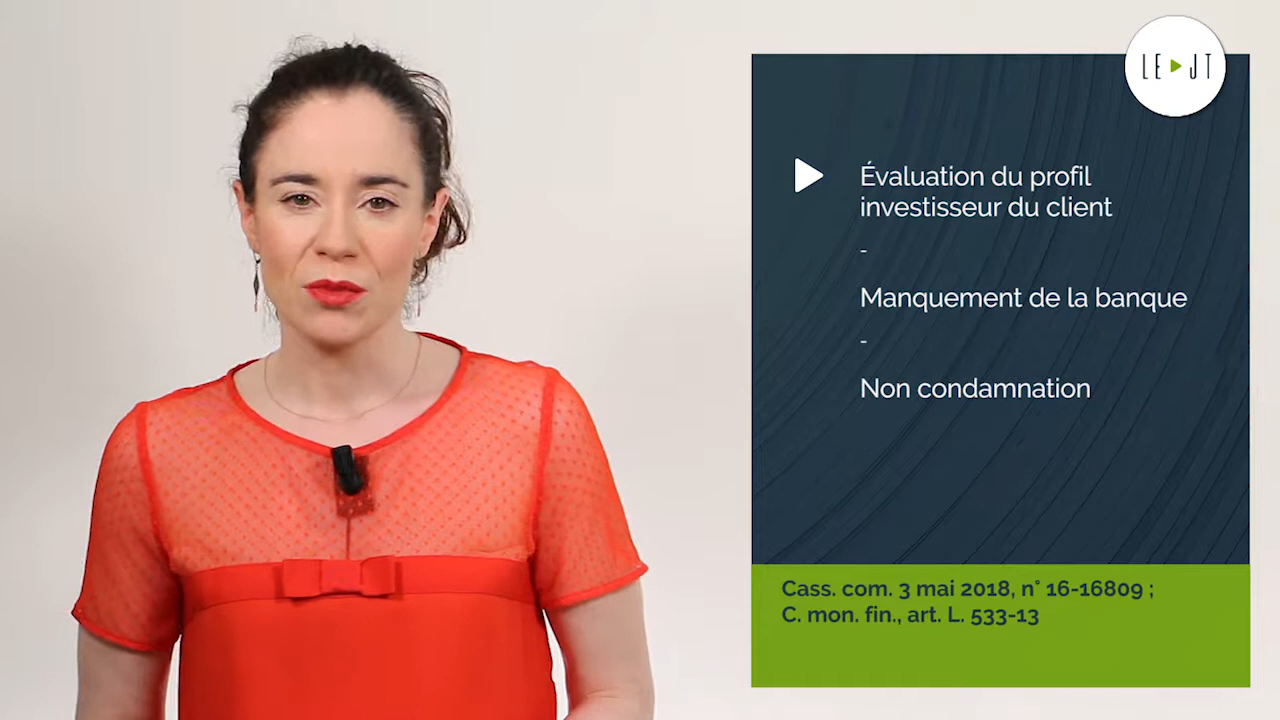 LE JT
Évaluation du profil
investisseur du client
-
Manquement de la banque
-
Non condamnation
Cass. com. 3 mai 2018, n° 16-16809 ;
C. mon. fin., art. L. 533-13